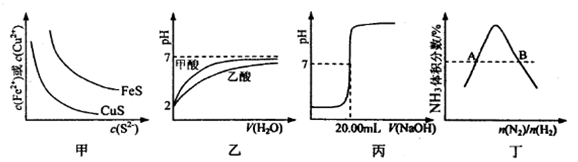 c(Fe²⁺)或 c(Cu²⁺)
FeS
CuS
c(S²⁻)
甲
pH
7
2
甲酸
乙酸
V(H₂O)
乙
pH
7
20.00mL
V(NaOH)
丙
NH₃体积分数/%
A
B
n(N₂)/n(H₂)
丁